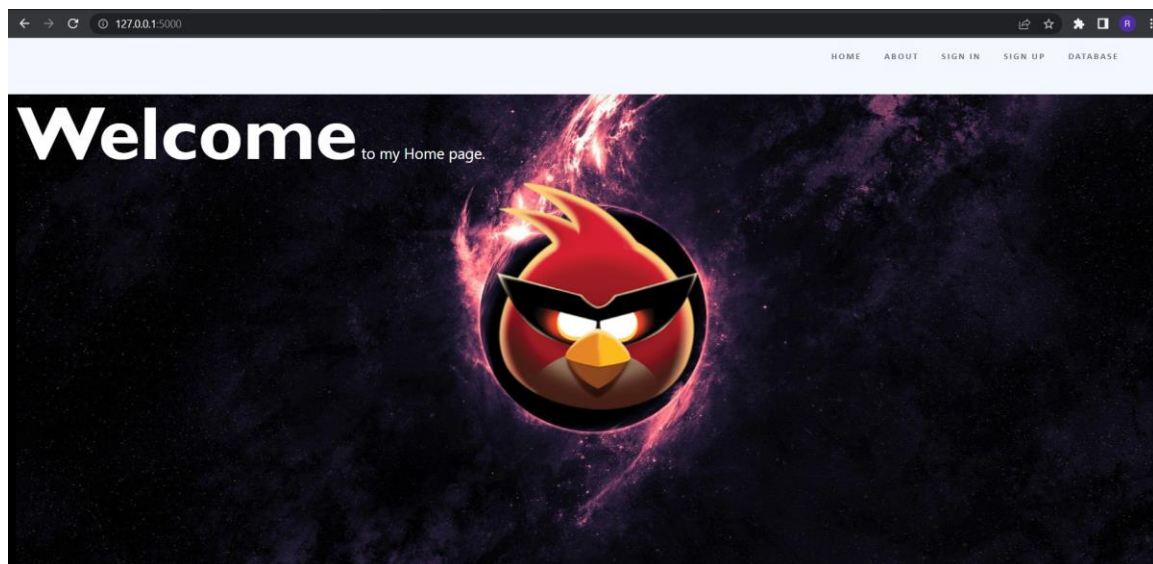 127.0.0.1:5000
R
HOME ABOUT SIGN IN SIGN UP DATABASE
Welcome to my Home page.